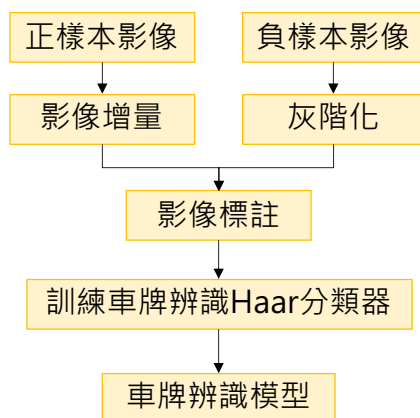 正樣本影像
負樣本影像
影像增量
灰階化
影像標註
訓練車牌辨識Haar分類器
車牌辨識模型